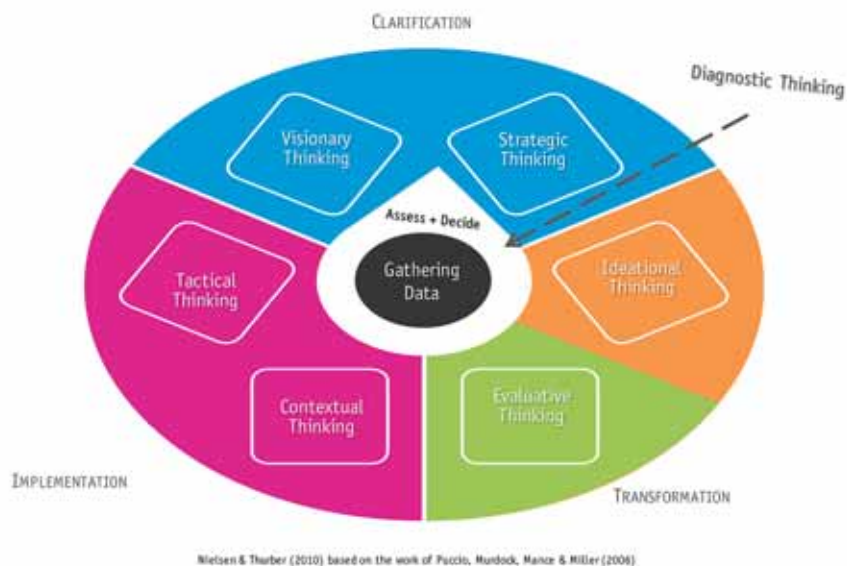 CLARIFICATION
Diagnostic Thinking
Visionary
Thinking
Strategic
Thinking
Assess + Decide
Gathering
Data
Tactical
Thinking
Ideational
Thinking
Contextual
Thinking
Evaluative
Thinking
IMPLEMENTATION
TRANSFORMATION
Nielsen & Thurber (2010) based on the work of Puccio, Murdock, Mance & Miller (2006)